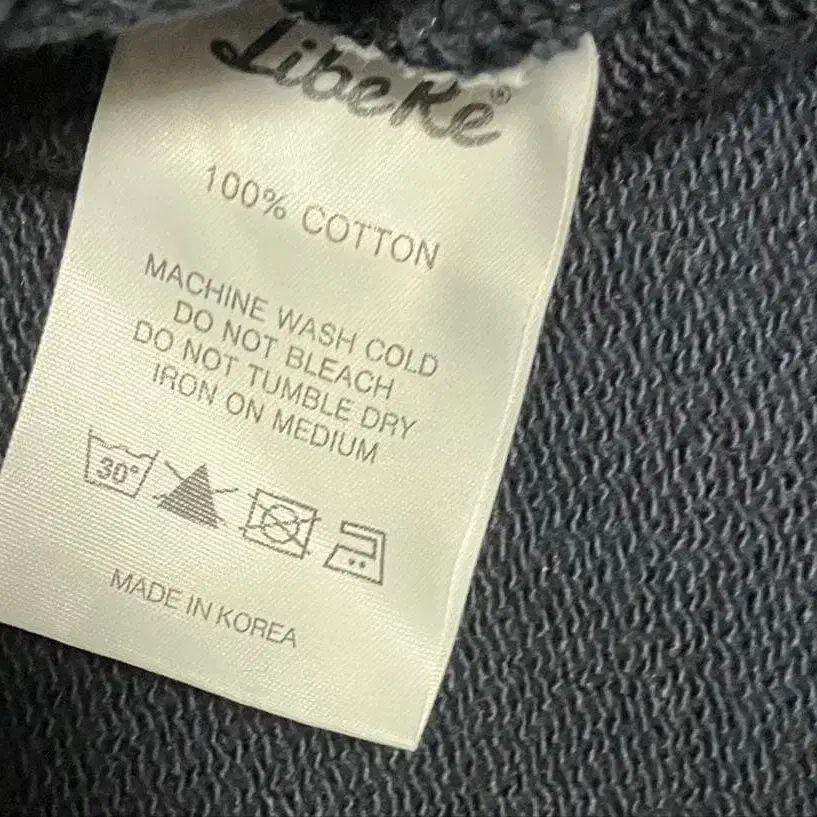 LibeRe®
100% COTTON
MACHINE WASH COLD
DO NOT BLEACH
DO NOT TUMBLE DRY
IRON ON MEDIUM
30°
MADE IN KOREA